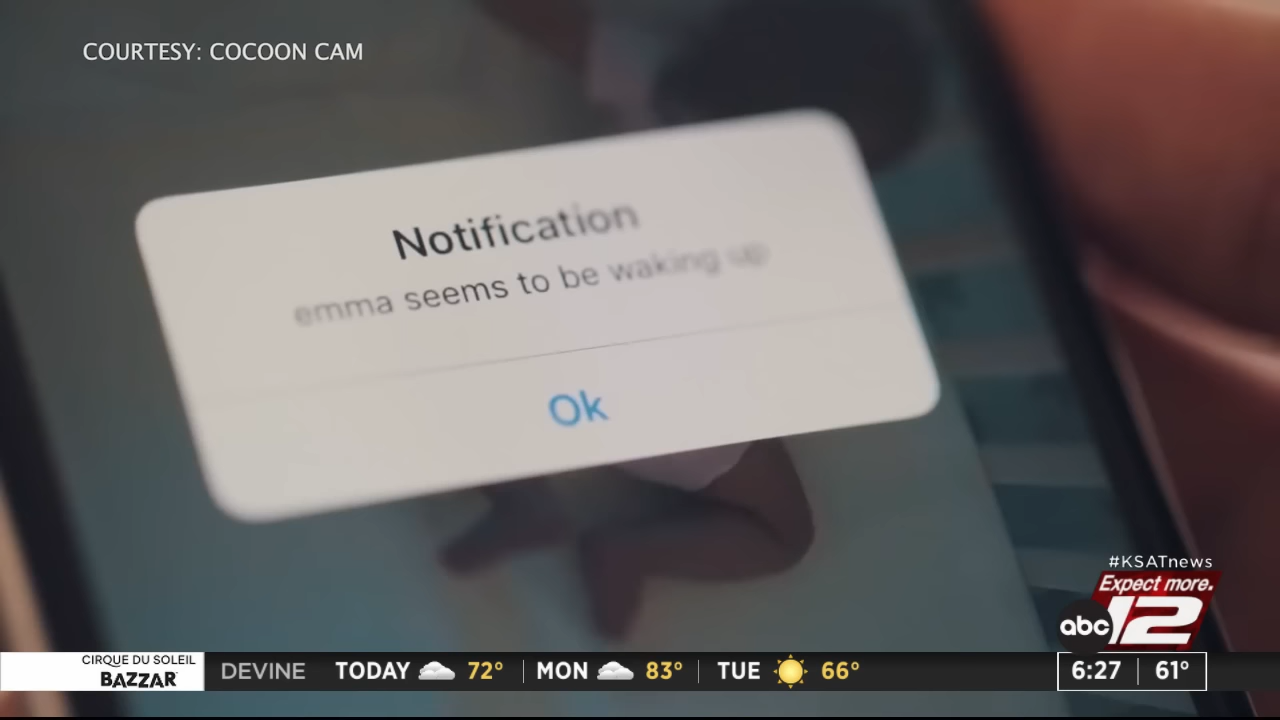 COURTESY: COCOON CAM
Notification
emma seems to be waking up
Ok
#KSATnews
Expect more.
abc 12
CIRQUE DU SOLEIL
BAZZAR
DEVINE TODAY 72° MON 83° TUE 66°
6:27 61°